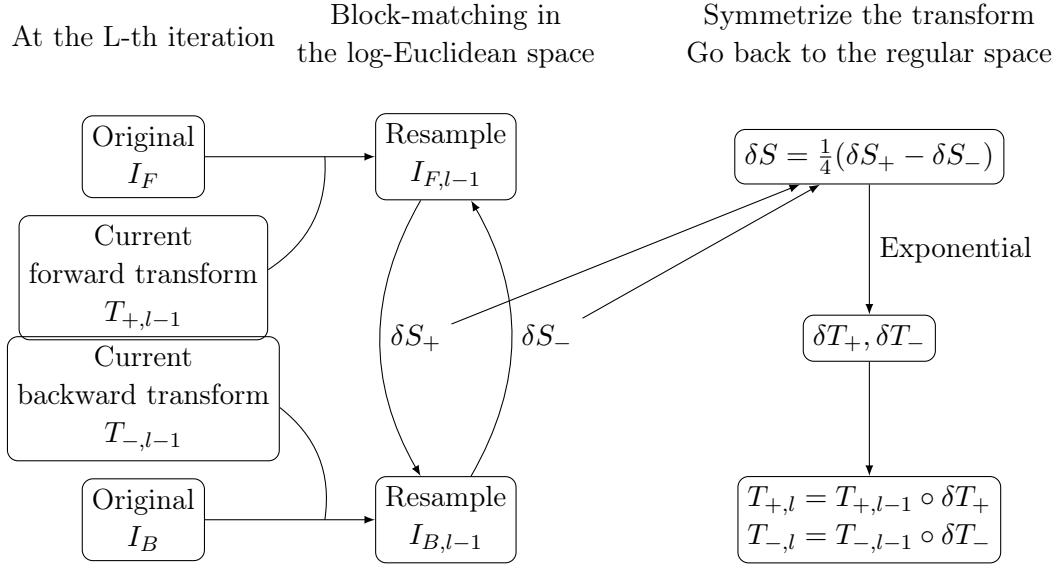 At the L-th iteration
Block-matching in
the log-Euclidean space
Symmetrize the transform
Go back to the regular space
Original
I_F
Resample
I_{F,l−1}
δS = 1/4(δS_+ − δS_−)
Current
forward transform
T_{+,l−1}
Exponential
δS_+
δS_−
δT_+, δT_−
Current
backward transform
T_{−,l−1}
Original
I_B
Resample
I_{B,l−1}
T_{+,l} = T_{+,l−1} ∘ δT_+
T_{−,l} = T_{−,l−1} ∘ δT_−